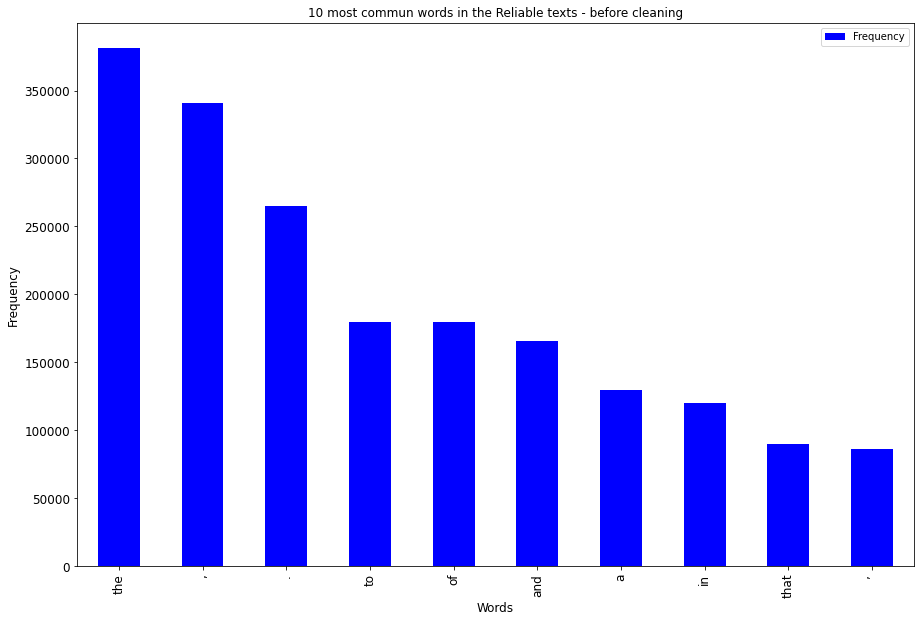 10 most commun words in the Reliable texts - before cleaning
Frequency
350000
300000
250000
200000
150000
100000
50000
0
Frequency
the
,
.
to
of
and
a
in
that
’
Words